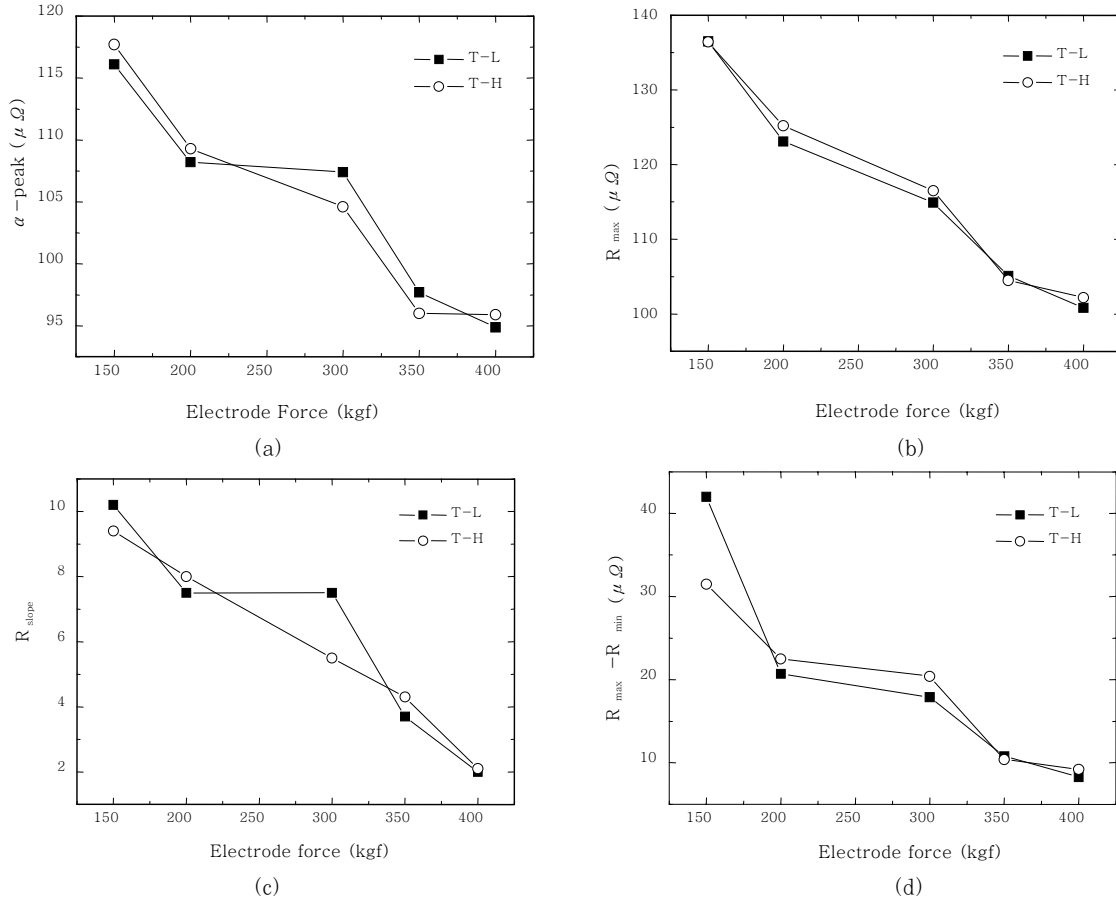 α-peak (μΩ)
115
110
105
100
95
T-L
T-H
150 200 250 300 350 400
Electrode Force (kgf)
(a)
R max (μΩ)
130
120
110
100
T-L
T-H
150 200 250 300 350 400
Electrode force (kgf)
(b)
R slope
10
8
6
4
2
T-L
T-H
150 200 250 300 350 400
Electrode force (kgf)
(c)
R max -R min (μΩ)
40
30
20
10
T-L
T-H
150 200 250 300 350 400
Electrode force (kgf)
(d)